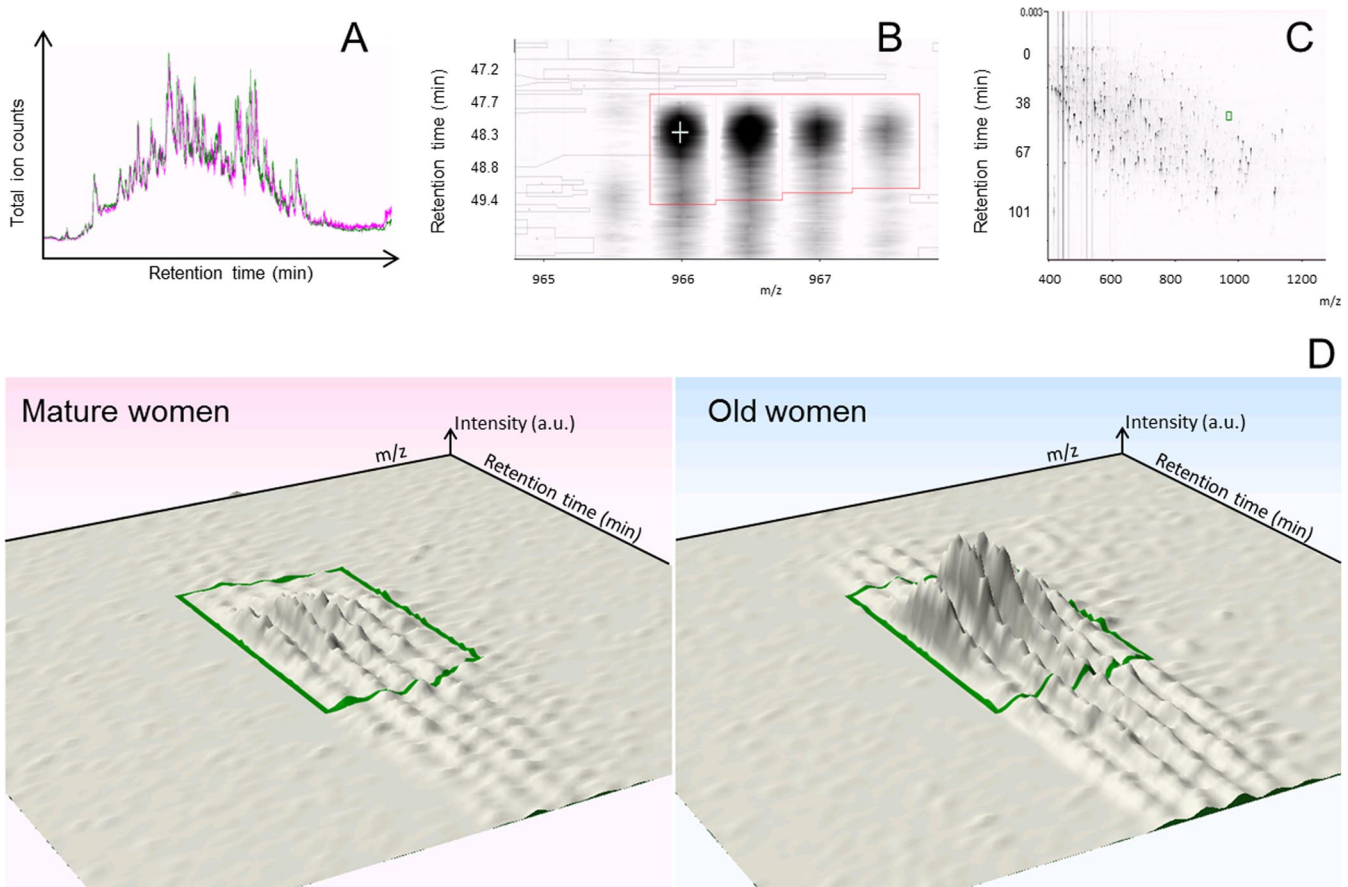 A
Total ion counts
Retention time (min)
B
Retention time (min)
47.2
47.7
48.3
48.8
49.4
965
966
967
m/z
C
Retention time (min)
0.003
0
38
67
101
400
600
800
1000
1200
m/z
D
Mature women
Intensity (a.u.)
m/z
Retention time (min)
Old women
Intensity (a.u.)
m/z
Retention time (min)